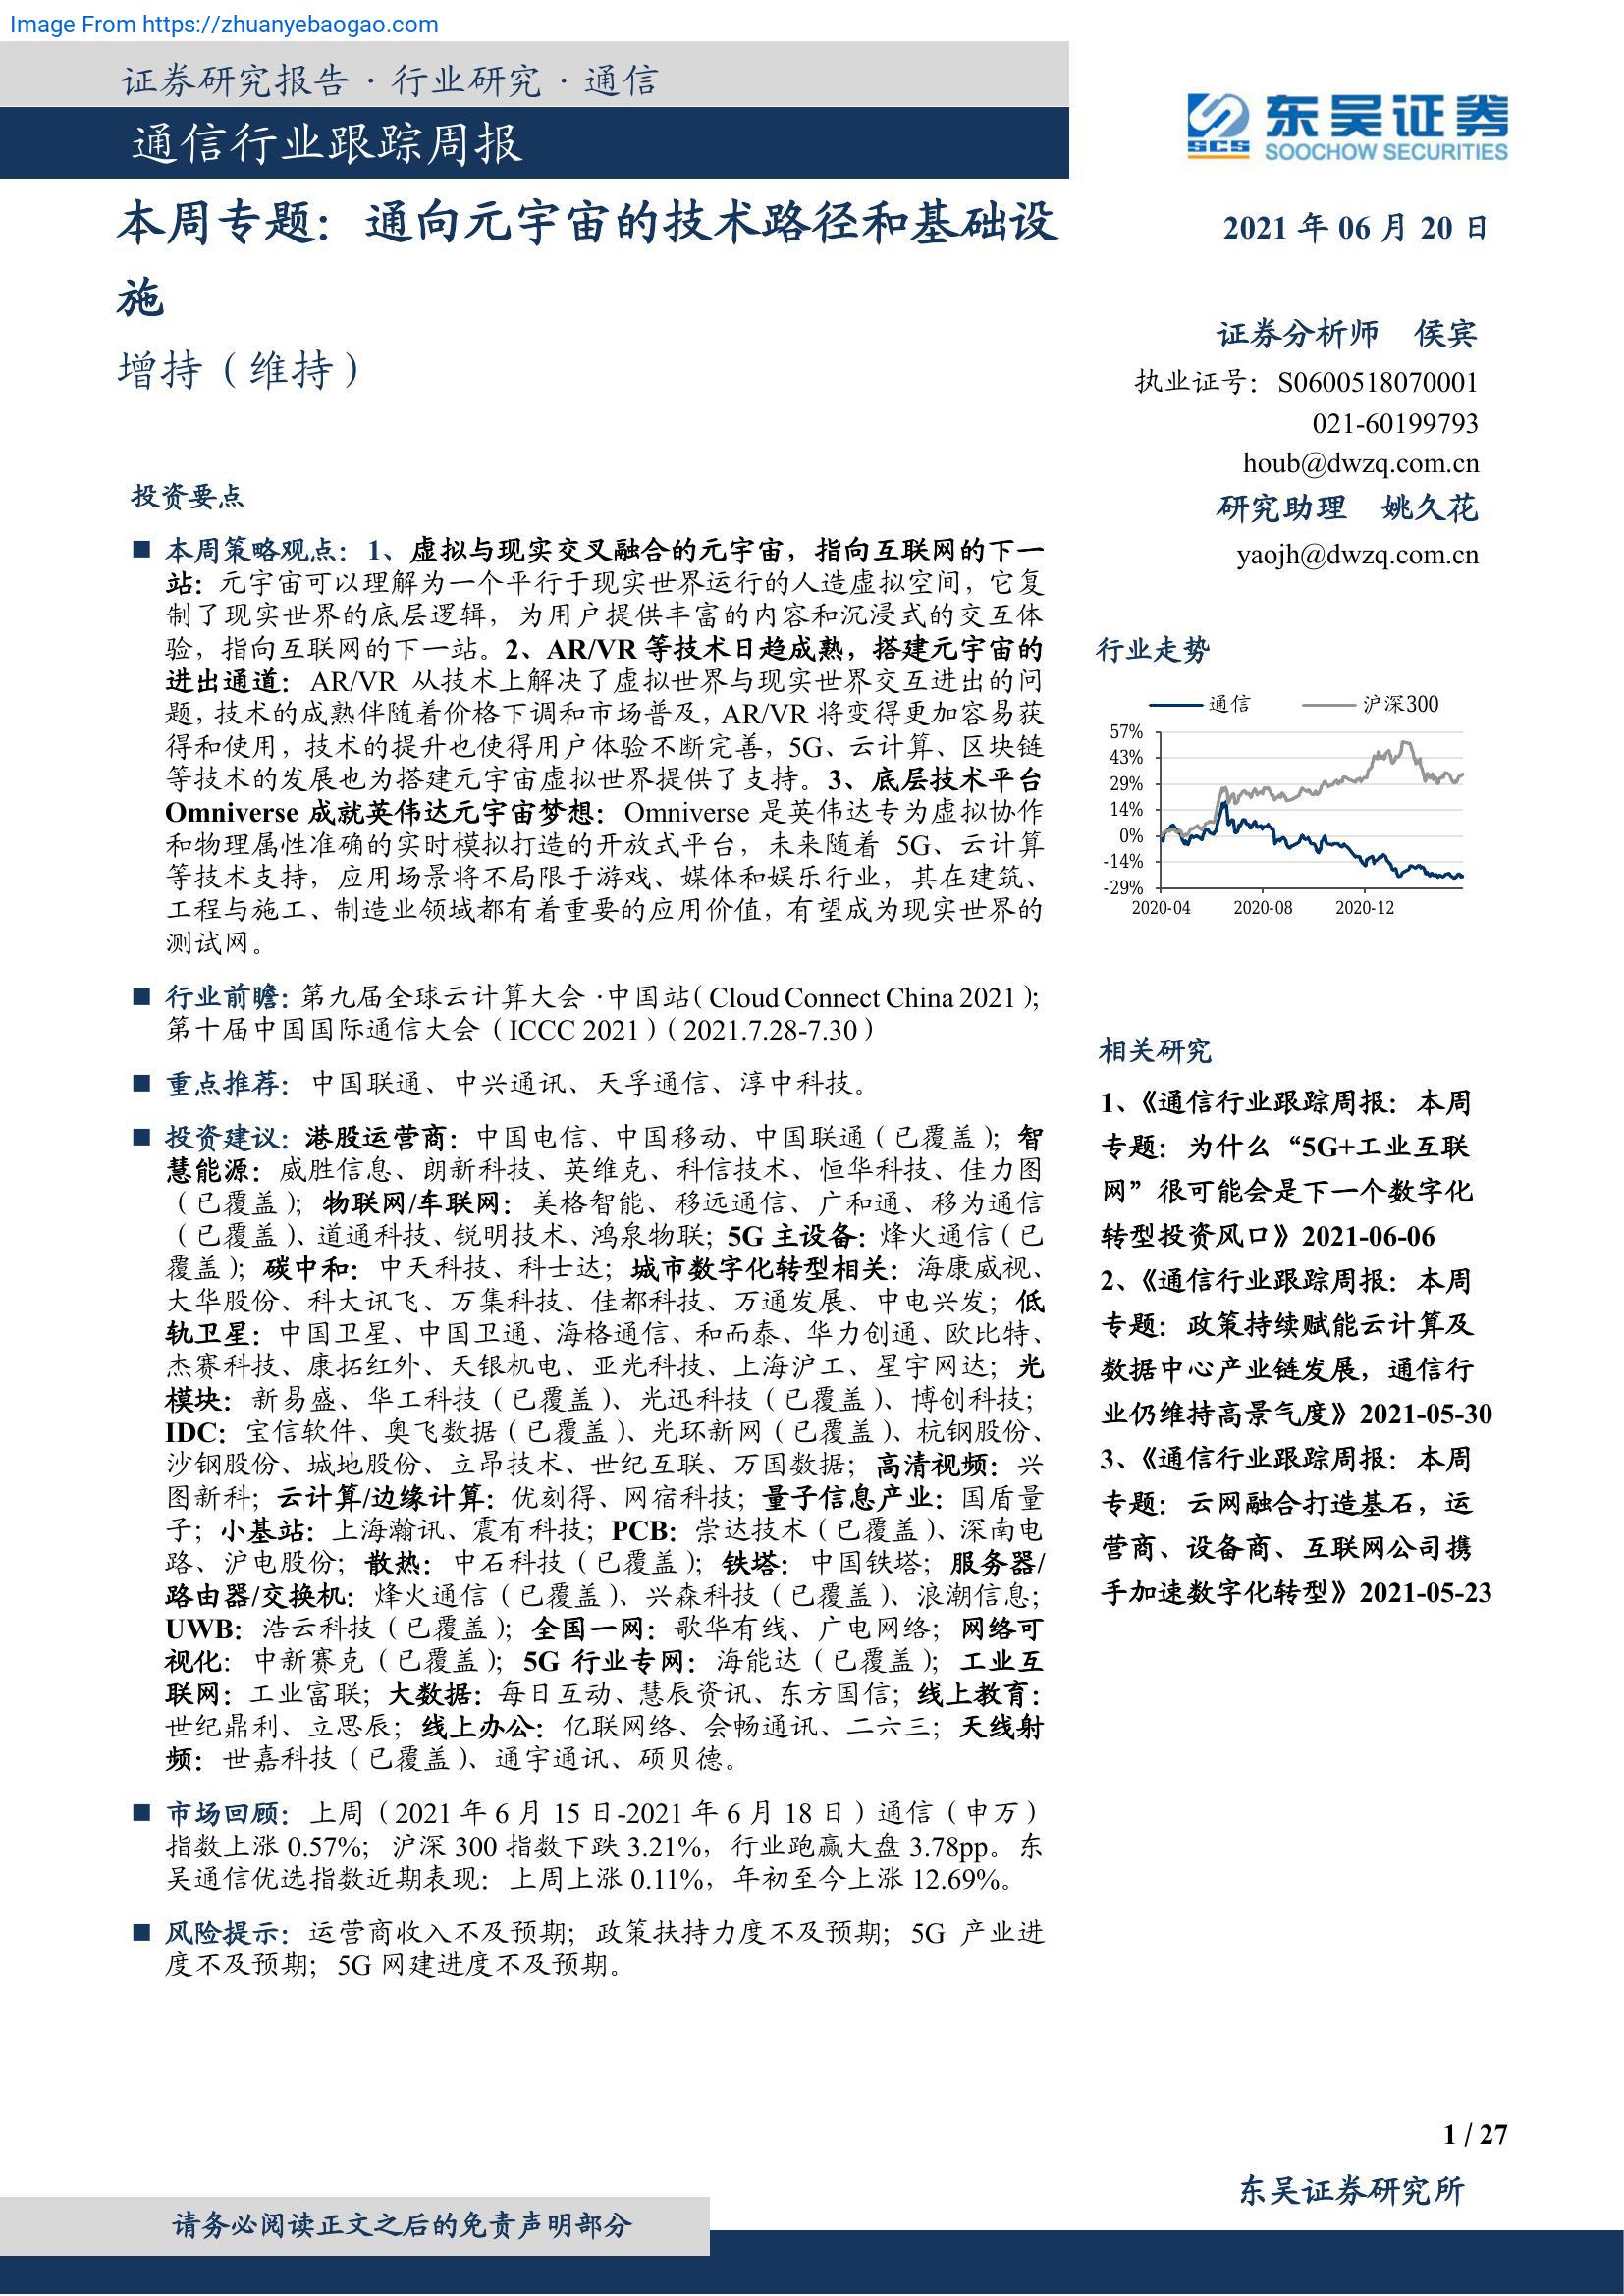 Image From https://zhuanyebaogao.com
证券研究报告·行业研究·通信
通信行业跟踪周报
东吴证券
SCS
SOOCHOW SECURITIES
本周专题：通向元宇宙的技术路径和基础设
施
增持（维持）
2021 年 06 月 20 日
证券分析师 侯宾
执业证号：S0600518070001
021-60199793
houb@dwzq.com.cn
研究助理 姚久花
yaojh@dwzq.com.cn
投资要点
■ 本周策略观点：1、虚拟与现实交叉融合的元宇宙，指向互联网的下一
站：元宇宙可以理解为一个平行于现实世界运行的人造虚拟空间，它复
制了现实世界的底层逻辑，为用户提供丰富的内容和沉浸式的交互体
验，指向互联网的下一站。2、AR/VR 等技术日趋成熟，搭建元宇宙的
进出通道：AR/VR 从技术上解决了虚拟世界与现实世界交互进出的问
题，技术的成熟伴随着价格下调和市场普及，AR/VR 将变得更加容易获
得和使用，技术的提升也使得用户体验不断完善，5G、云计算、区块链
等技术的发展也为搭建元宇宙虚拟世界提供了支持。3、底层技术平台
Omniverse 成就英伟达元宇宙梦想：Omniverse 是英伟达专为虚拟协作
和物理属性准确的实时模拟打造的开放式平台，未来随着 5G、云计算
等技术支持，应用场景将不局限于游戏、媒体和娱乐行业，其在建筑、
工程与施工、制造业领域都有着重要的应用价值，有望成为现实世界的
测试网。
■ 行业前瞻：第九届全球云计算大会·中国站（Cloud Connect China 2021）；
第十届中国国际通信大会（ICCC 2021）（2021.7.28-7.30）
■ 重点推荐：中国联通、中兴通讯、天孚通信、淳中科技。
■ 投资建议：港股运营商：中国电信、中国移动、中国联通（已覆盖）；智
慧能源：威胜信息、朗新科技、英维克、科信技术、恒华科技、佳力图
（已覆盖）；物联网/车联网：美格智能、移远通信、广和通、移为通信
（已覆盖）、道通科技、锐明技术、鸿泉物联；5G 主设备：烽火通信（已
覆盖）；碳中和：中天科技、科士达；城市数字化转型相关：海康威视、
大华股份、科大讯飞、万集科技、佳都科技、万通发展、中电兴发；低
轨卫星：中国卫星、中国卫通、海格通信、和而泰、华力创通、欧比特、
杰赛科技、康拓红外、天银机电、亚光科技、上海沪工、星宇网达；光
模块：新易盛、华工科技（已覆盖）、光迅科技（已覆盖）、博创科技；
IDC：宝信软件、奥飞数据（已覆盖）、光环新网（已覆盖）、杭钢股份、
沙钢股份、城地股份、立昂技术、世纪互联、万国数据；高清视频：兴
图新科；云计算/边缘计算：优刻得、网宿科技；量子信息产业：国盾量
子；小基站：上海瀚讯、震有科技；PCB：崇达技术（已覆盖）、深南电
路、沪电股份；散热：中石科技（已覆盖）；铁塔：中国铁塔；服务器/
路由器/交换机：烽火通信（已覆盖）、兴森科技（已覆盖）、浪潮信息；
UWB：浩云科技（已覆盖）；全国一网：歌华有线、广电网络；网络可
视化：中新赛克（已覆盖）；5G 行业专网：海能达（已覆盖）；工业互
联网：工业富联；大数据：每日互动、慧辰资讯、东方国信；线上教育：
世纪鼎利、立思辰；线上办公：亿联网络、会畅通讯、二六三；天线射
频：世嘉科技（已覆盖）、通宇通讯、硕贝德。
■ 市场回顾：上周（2021 年 6 月 15 日-2021 年 6 月 18 日）通信（申万）
指数上涨 0.57%；沪深 300 指数下跌 3.21%，行业跑赢大盘 3.78pp。东
吴通信优选指数近期表现：上周上涨 0.11%，年初至今上涨 12.69%。
■ 风险提示：运营商收入不及预期；政策扶持力度不及预期；5G 产业进
度不及预期；5G 网建进度不及预期。
行业走势
通信 沪深300
57%
43%
29%
14%
0%
-14%
-29%
2020-04 2020-08 2020-12
相关研究
1、《通信行业跟踪周报：本周
专题：为什么“5G+工业互联
网”很可能会是下一个数字化
转型投资风口》2021-06-06
2、《通信行业跟踪周报：本周
专题：政策持续赋能云计算及
数据中心产业链发展，通信行
业仍维持高景气度》2021-05-30
3、《通信行业跟踪周报：本周
专题：云网融合打造基石，运
营商、设备商、互联网公司携
手加速数字化转型》2021-05-23
1 / 27
东吴证券研究所
请务必阅读正文之后的免责声明部分